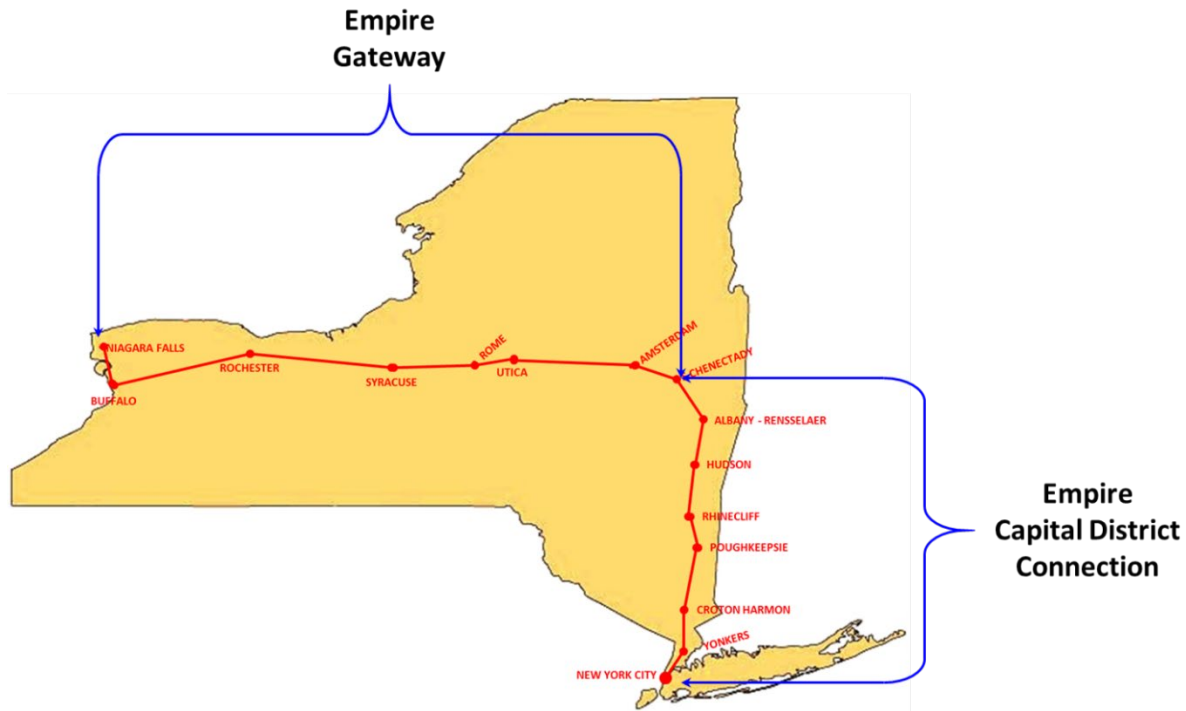 Empire
Gateway
NIAGARA FALLS
BUFFALO
ROCHESTER
SYRACUSE
ROME
UTICA
AMSTERDAM
CHENECTADY
ALBANY - RENSSELAER
HUDSON
RHINECLIFF
POUGHKEEPSIE
CROTON HARMON
YONKERS
NEW YORK CITY
Empire
Capital District
Connection